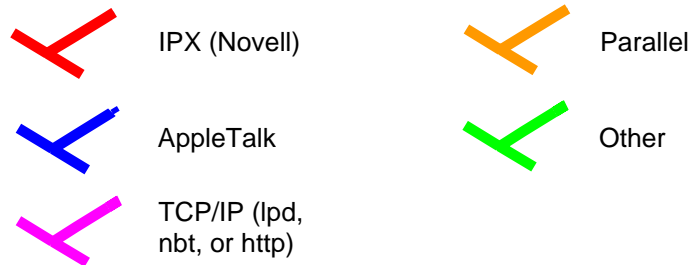 IPX (Novell)
Parallel
AppleTalk
Other
TCP/IP (lpd,
nbt, or http)